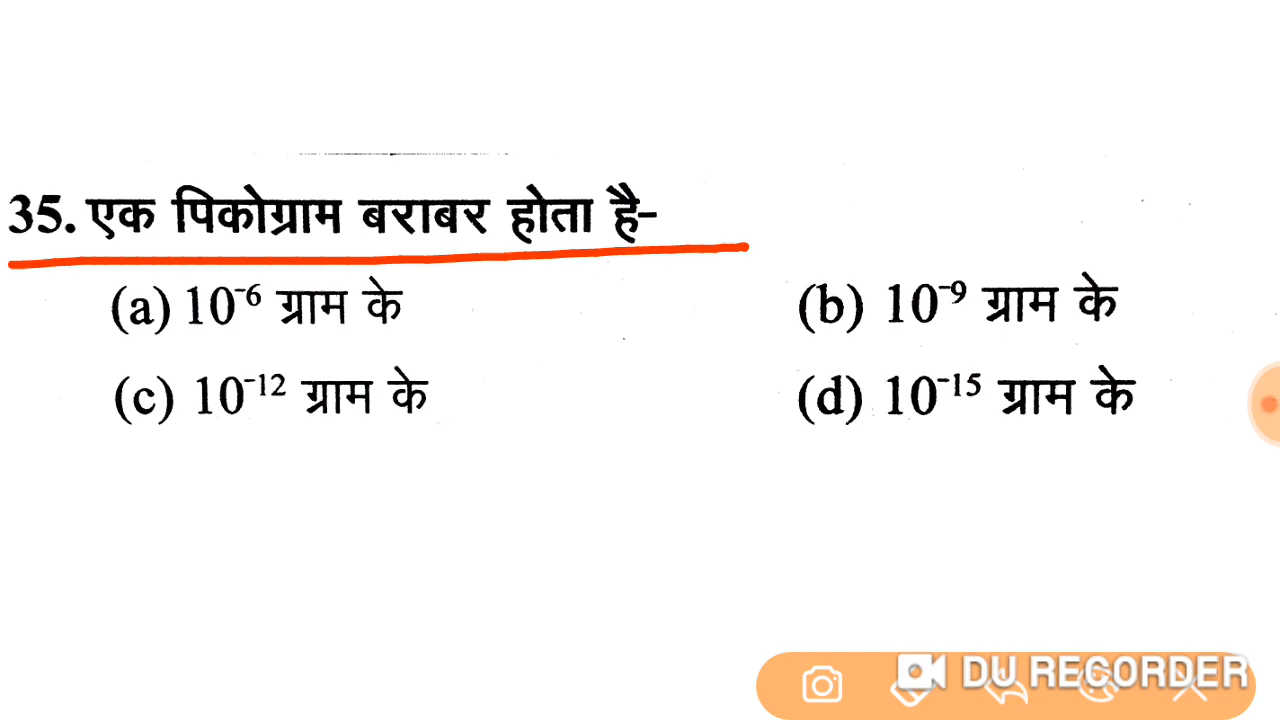 35. एक पिकोग्राम बराबर होता है-
(a) 10⁻⁶ ग्राम के (b) 10⁻⁹ ग्राम के
(c) 10⁻¹² ग्राम के (d) 10⁻¹⁵ ग्राम के
DU RECORDER